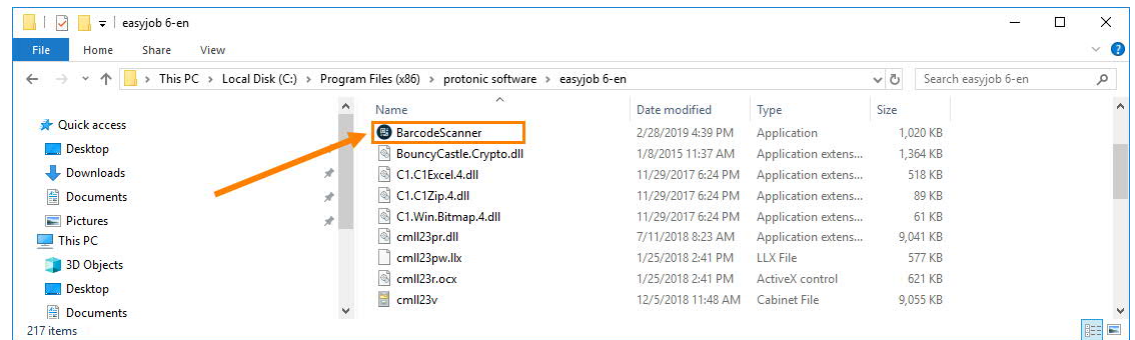 easyjob 6-en
File Home Share View
This PC > Local Disk (C:) > Program Files (x86) > protonic software > easyjob 6-en Search easyjob 6-en
Name Date modified Type Size
Quick access
BarcodeScanner 2/28/2019 4:39 PM Application 1,020 KB
Desktop
BouncyCastle.Crypto.dll 1/8/2015 11:37 AM Application extens... 1,364 KB
Downloads
C1.C1Excel.4.dll 11/29/2017 6:24 PM Application extens... 518 KB
Documents
C1.C1Zip.4.dll 11/29/2017 6:24 PM Application extens... 89 KB
Pictures
C1.Win.Bitmap.4.dll 11/29/2017 6:24 PM Application extens... 61 KB
This PC
cmll23pr.dll 7/11/2018 8:23 AM Application extens... 9,041 KB
3D Objects
cmll23pw.llx 1/25/2018 2:41 PM LLX File 577 KB
Desktop
cmll23r.ocx 1/25/2018 2:41 PM ActiveX control 621 KB
Documents
cmll23v 12/5/2018 11:48 AM Cabinet File 9,055 KB
217 items